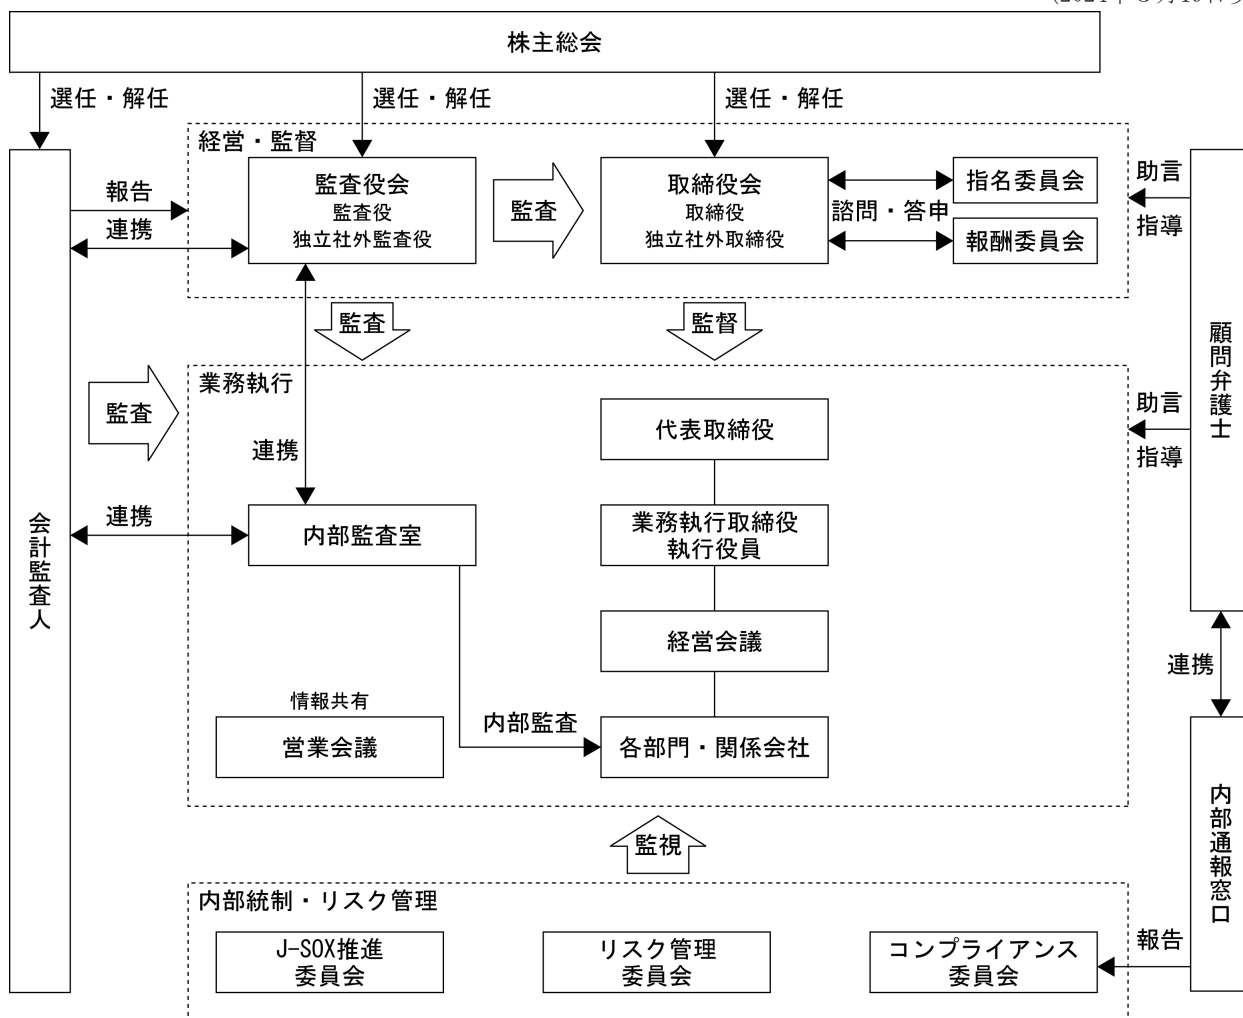 株主総会
選任・解任
選任・解任
選任・解任
経営・監督
監査役会
監査役
独立社外監査役
監査
取締役会
取締役
独立社外取締役
諮問・答申
指名委員会
報酬委員会
報告
連携
助言
指導
監査
監督
顧問弁護士
業務執行
監査
連携
代表取締役
助言
指導
連携
内部監査室
業務執行取締役
執行役員
会計監査人
経営会議
連携
情報共有
営業会議
内部監査
各部門・関係会社
内部通報窓口
監視
内部統制・リスク管理
J-SOX推進
委員会
リスク管理
委員会
コンプライアンス
委員会
報告